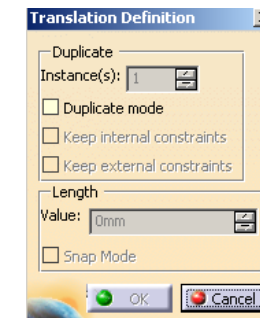 Translation Definition
Duplicate
Instance(s): 1
Duplicate mode
Keep internal constraints
Keep external constraints
Length
Value: 0mm
Snap Mode
OK Cancel